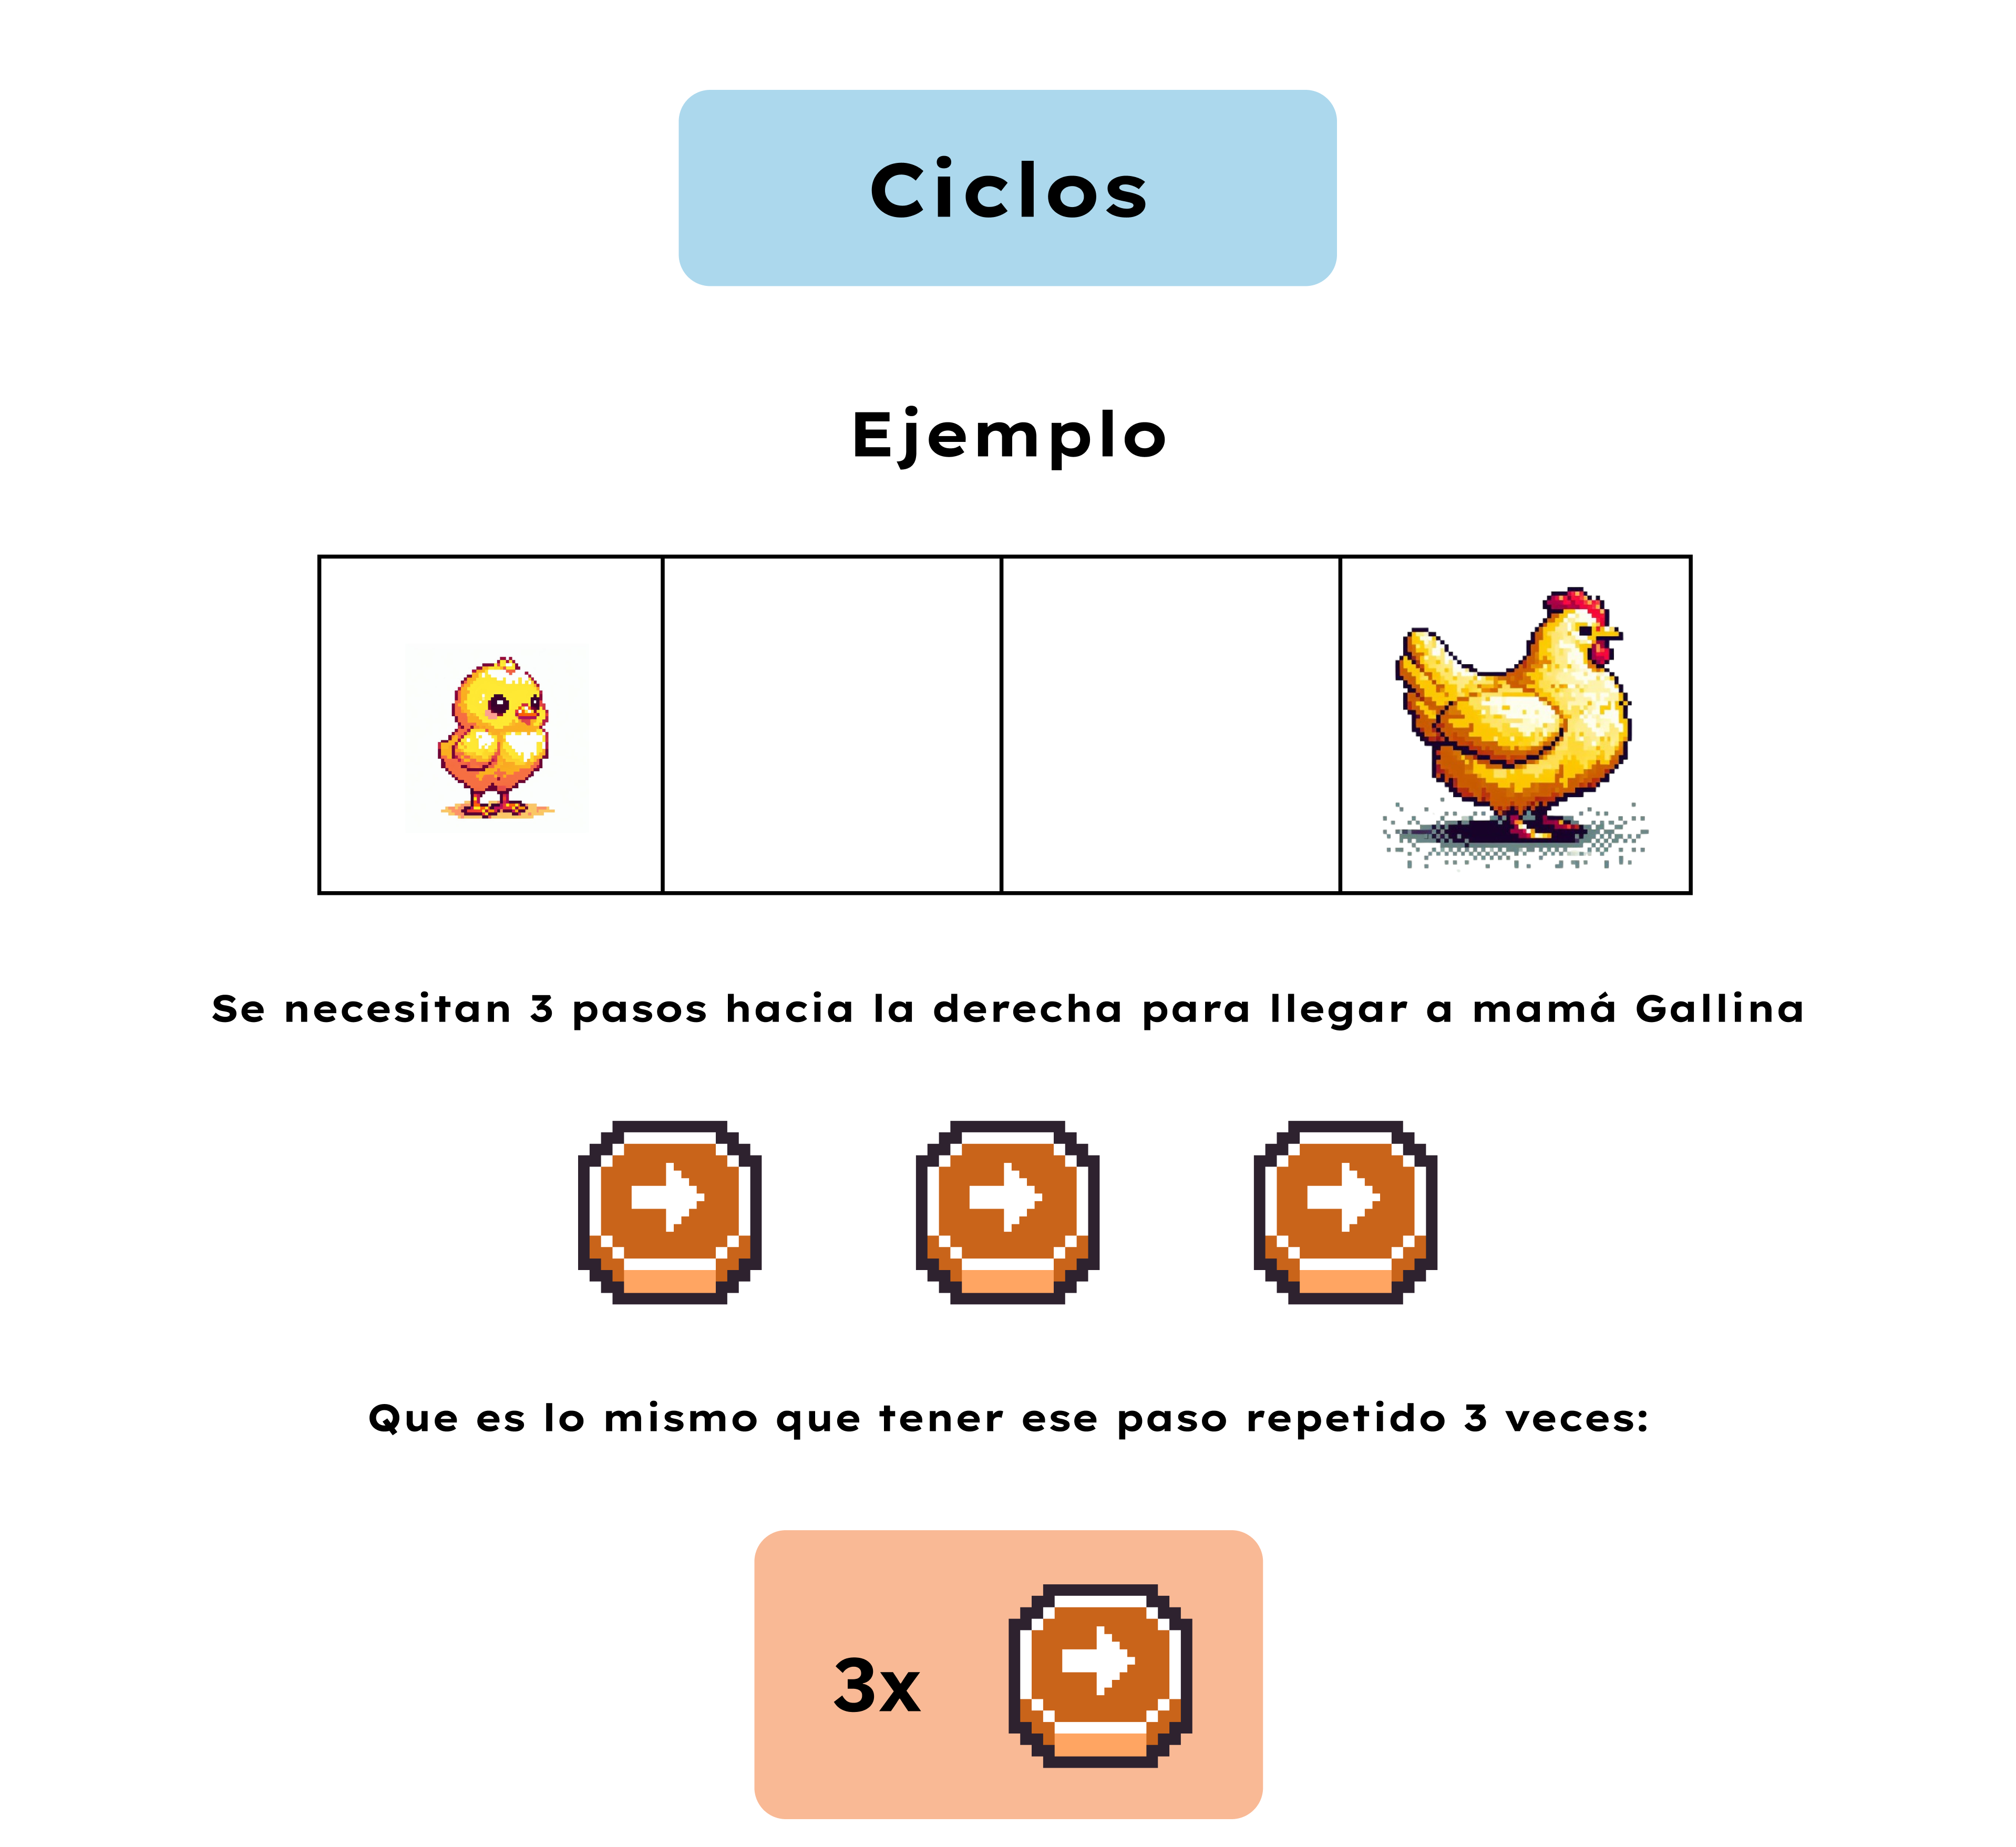 Ciclos
Ejemplo
Se necesitan 3 pasos hacia la derecha para llegar a mamá Gallina
Que es lo mismo que tener ese paso repetido 3 veces:
3x